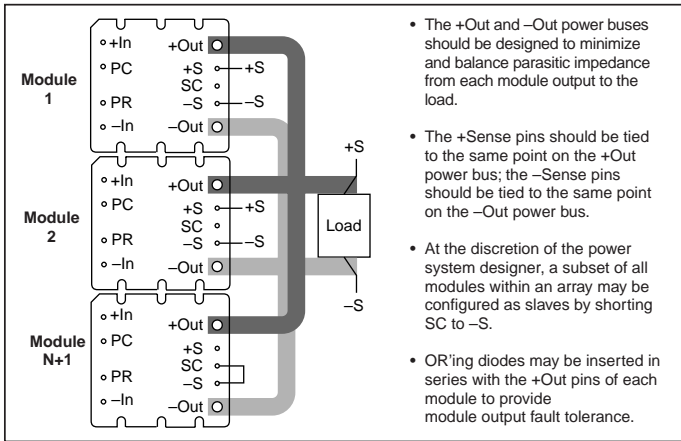 +In
+Out
Module
1
PC
+S
+S
SC
PR
–S
–S
–In
–Out
+In
+Out
Module
2
PC
+S
+S
SC
PR
–S
–S
–In
–Out
+In
+Out
Module
N+1
PC
+S
SC
PR
–S
–In
–Out
+S
Load
–S
• The +Out and –Out power buses
should be designed to minimize
and balance parasitic impedance
from each module output to the
load.
• The +Sense pins should be tied
to the same point on the +Out
power bus; the –Sense pins
should be tied to the same point
on the –Out power bus.
• At the discretion of the power
system designer, a subset of all
modules within an array may be
configured as slaves by shorting
SC to –S.
• OR'ing diodes may be inserted in
series with the +Out pins of each
module to provide
module output fault tolerance.